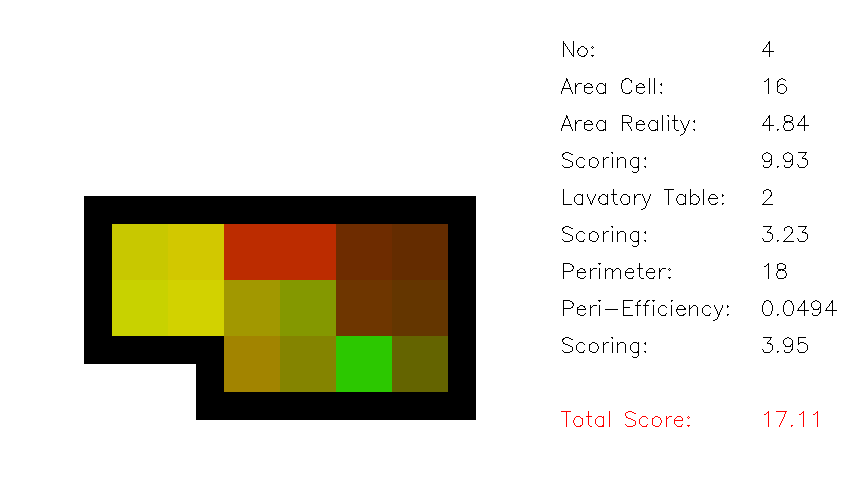 No: 4
Area Cell: 16
Area Reality: 4.84
Scoring: 9.93
Lavatory Table: 2
Scoring: 3.23
Perimeter: 18
Peri-Efficiency: 0.0494
Scoring: 3.95
Total Score: 17.11